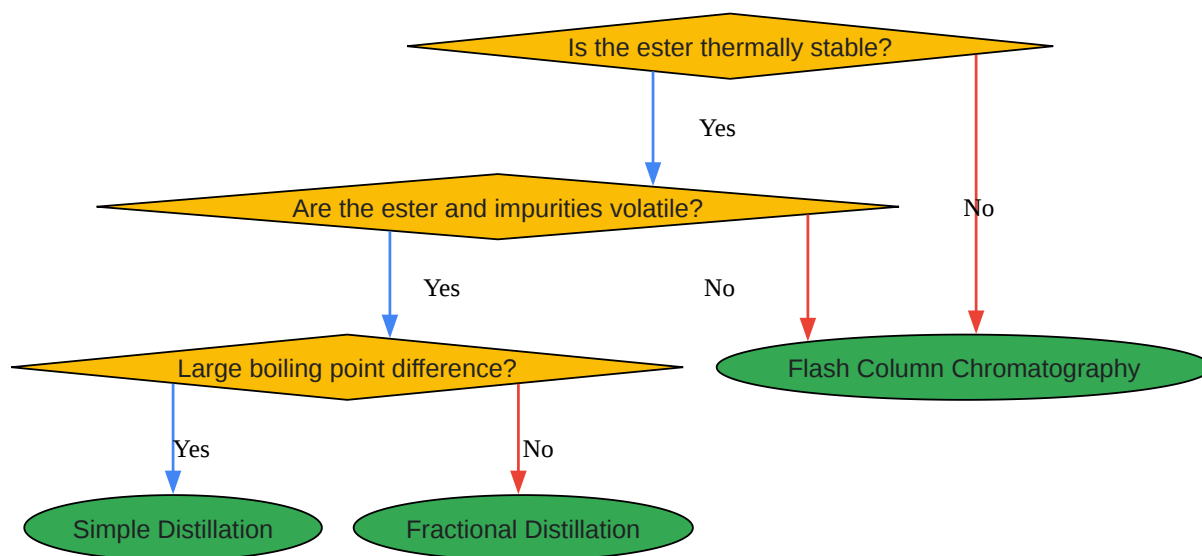 Is the ester thermally stable?
Yes
Are the ester and impurities volatile?
No
Yes
No
Large boiling point difference?
Flash Column Chromatography
Yes
No
Simple Distillation
Fractional Distillation